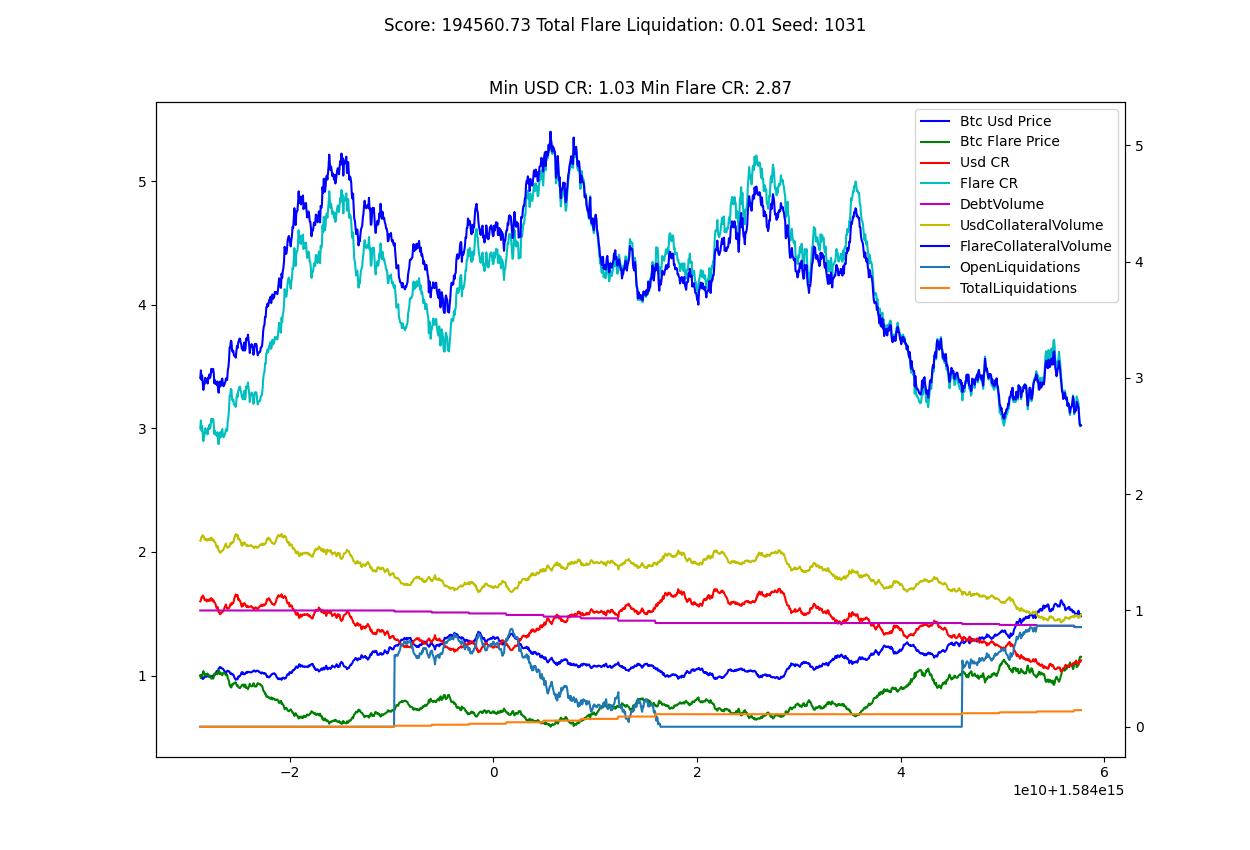 Score: 194560.73 Total Flare Liquidation: 0.01 Seed: 1031
Min USD CR: 1.03 Min Flare CR: 2.87
Btc Usd Price
Btc Flare Price
Usd CR
Flare CR
DebtVolume
UsdCollateralVolume
FlareCollateralVolume
OpenLiquidations
TotalLiquidations
5
4
3
2
1
5
4
3
2
1
0
−2
0
2
4
6
1e10+1.584e15